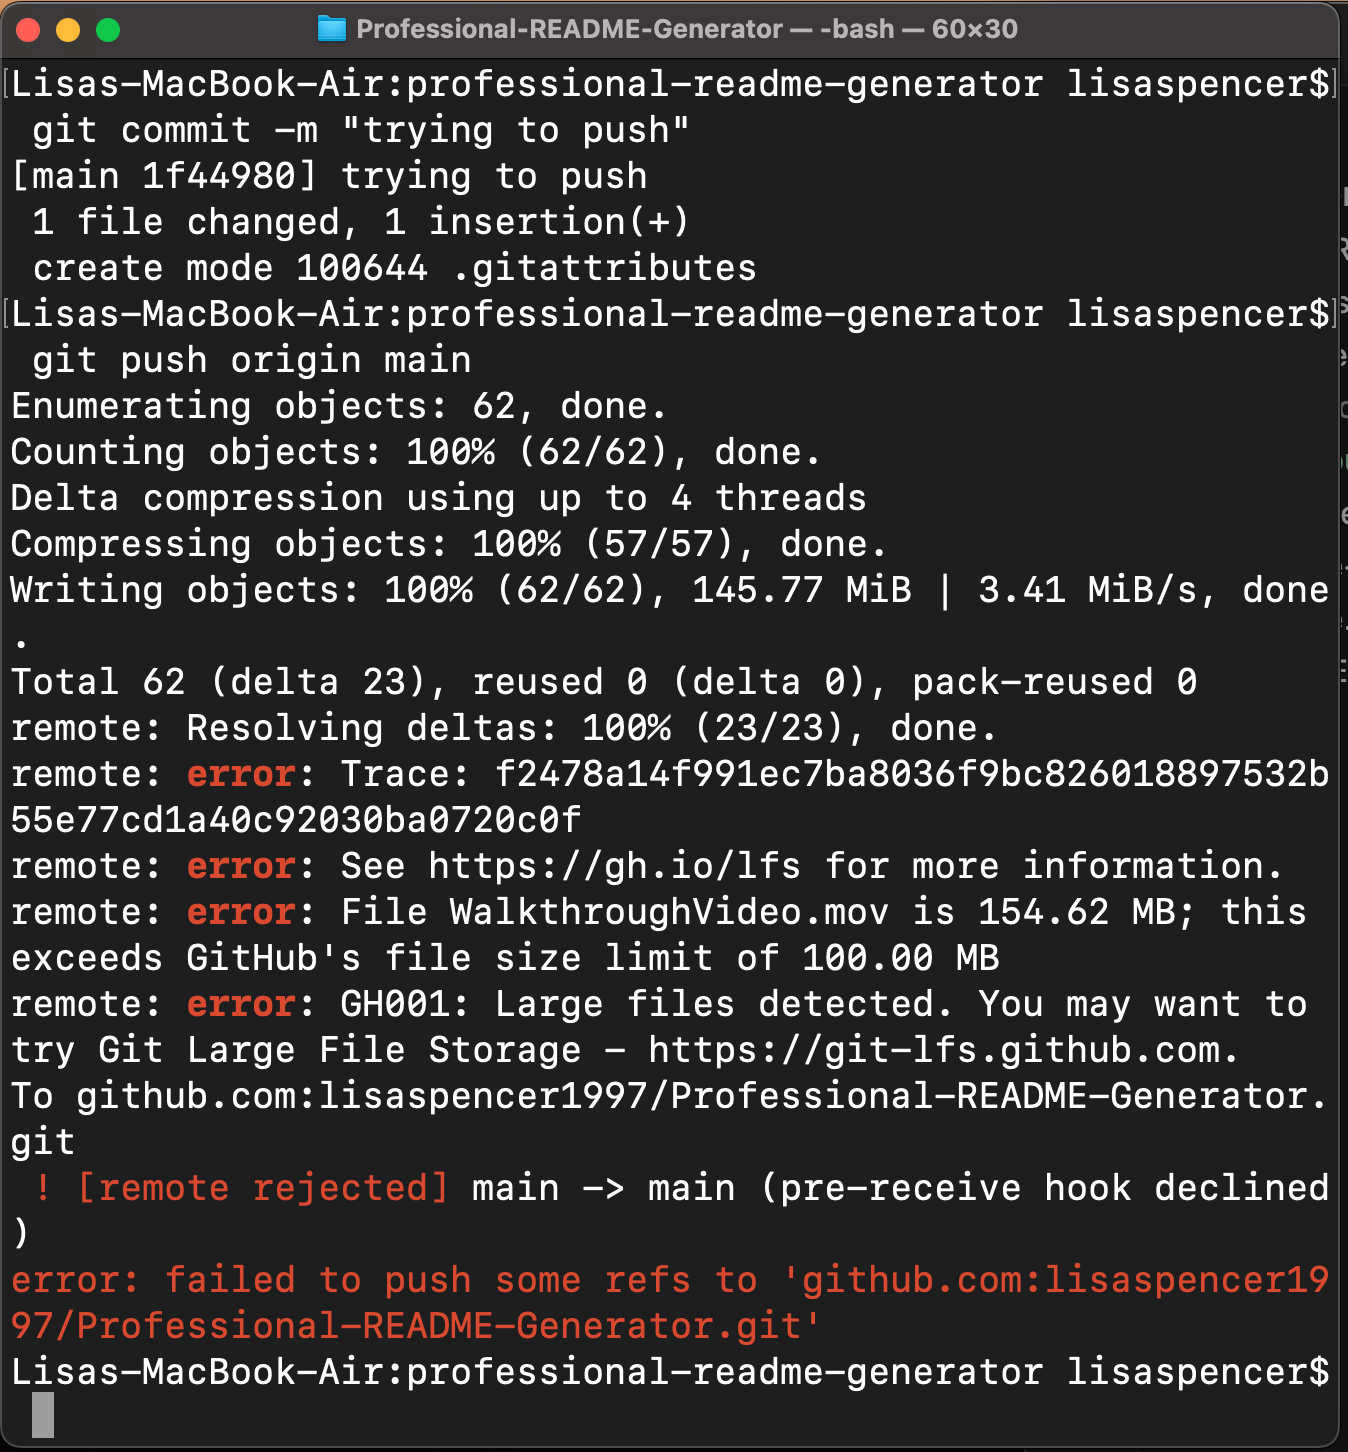 Professional-README-Generator — -bash — 60×30
[Lisas-MacBook-Air:professional-readme-generator lisaspencer$]
git commit -m "trying to push"
[main 1f44980] trying to push
1 file changed, 1 insertion(+)
create mode 100644 .gitattributes
[Lisas-MacBook-Air:professional-readme-generator lisaspencer$]
git push origin main
Enumerating objects: 62, done.
Counting objects: 100% (62/62), done.
Delta compression using up to 4 threads
Compressing objects: 100% (57/57), done.
Writing objects: 100% (62/62), 145.77 MiB | 3.41 MiB/s, done
.
Total 62 (delta 23), reused 0 (delta 0), pack-reused 0
remote: Resolving deltas: 100% (23/23), done.
remote: error: Trace: f2478a14f991ec7ba8036f9bc826018897532b
55e77cd1a40c92030ba0720c0f
remote: error: See https://gh.io/lfs for more information.
remote: error: File WalkthroughVideo.mov is 154.62 MB; this
exceeds GitHub's file size limit of 100.00 MB
remote: error: GH001: Large files detected. You may want to
try Git Large File Storage - https://git-lfs.github.com.
To github.com:lisaspencer1997/Professional-README-Generator.
git
! [remote rejected] main -> main (pre-receive hook declined
)
error: failed to push some refs to 'github.com:lisaspencer19
97/Professional-README-Generator.git'
Lisas-MacBook-Air:professional-readme-generator lisaspencer$